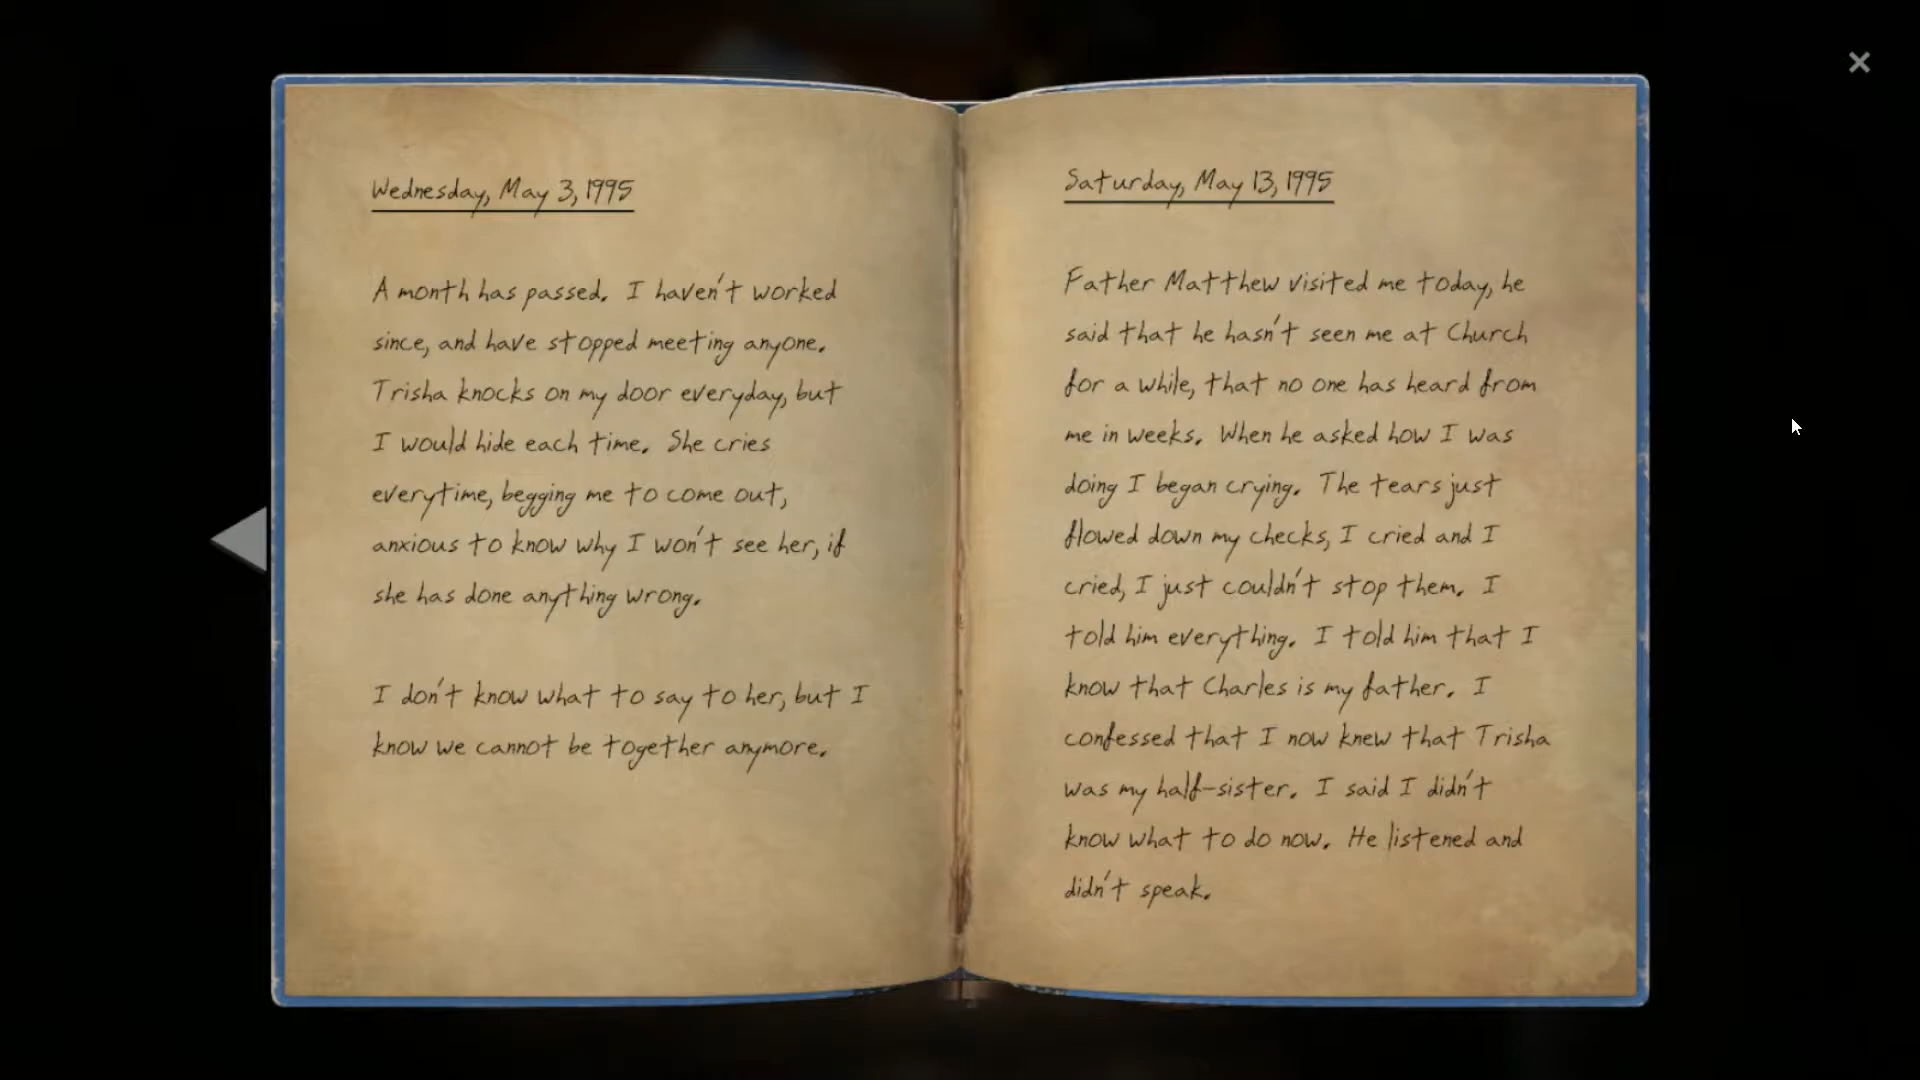 Wednesday, May 3, 1995
A month has passed. I haven't worked
since, and have stopped meeting anyone.
Trisha knocks on my door everyday, but
I would hide each time. She cries
everytime, begging me to come out,
anxious to know why I won't see her, if
she has done anything wrong.
I don't know what to say to her, but I
know we cannot be together anymore.
Saturday, May 13, 1995
Father Matthew visited me today, he
said that he hasn't seen me at Church
for a while, that no one has heard from
me in weeks. When he asked how I was
doing I began crying. The tears just
flowed down my checks, I cried and I
cried, I just couldn't stop them. I
told him everything. I told him that I
know that Charles is my father. I
confessed that I now knew that Trisha
was my half-sister. I said I didn't
know what to do now. He listened and
didn't speak.